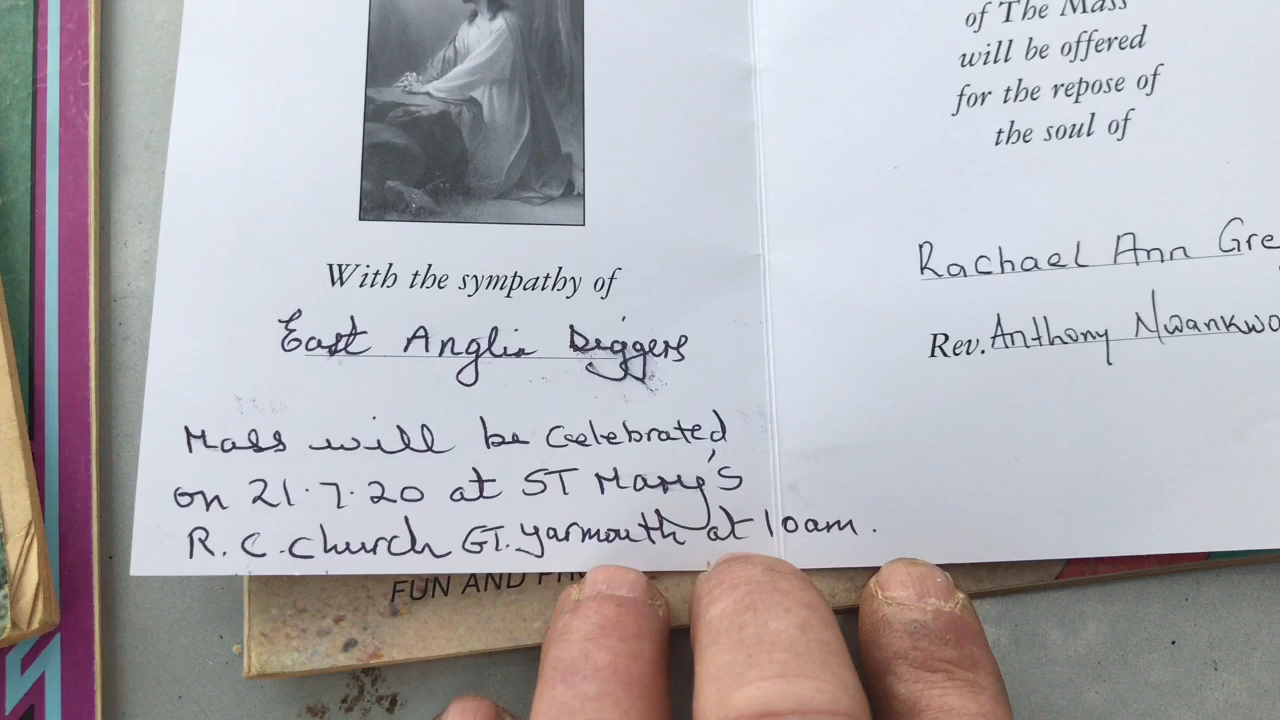 With the sympathy of
East Anglia Diggers
Mass will be Celebrated
on 21.7.20 at ST Mary's
R.C. church GT. yarmouth at 10am.
of The Mass
will be offered
for the repose of
the soul of
Rachael Ann Gre
Rev. Anthony Nwankwo
FUN AND